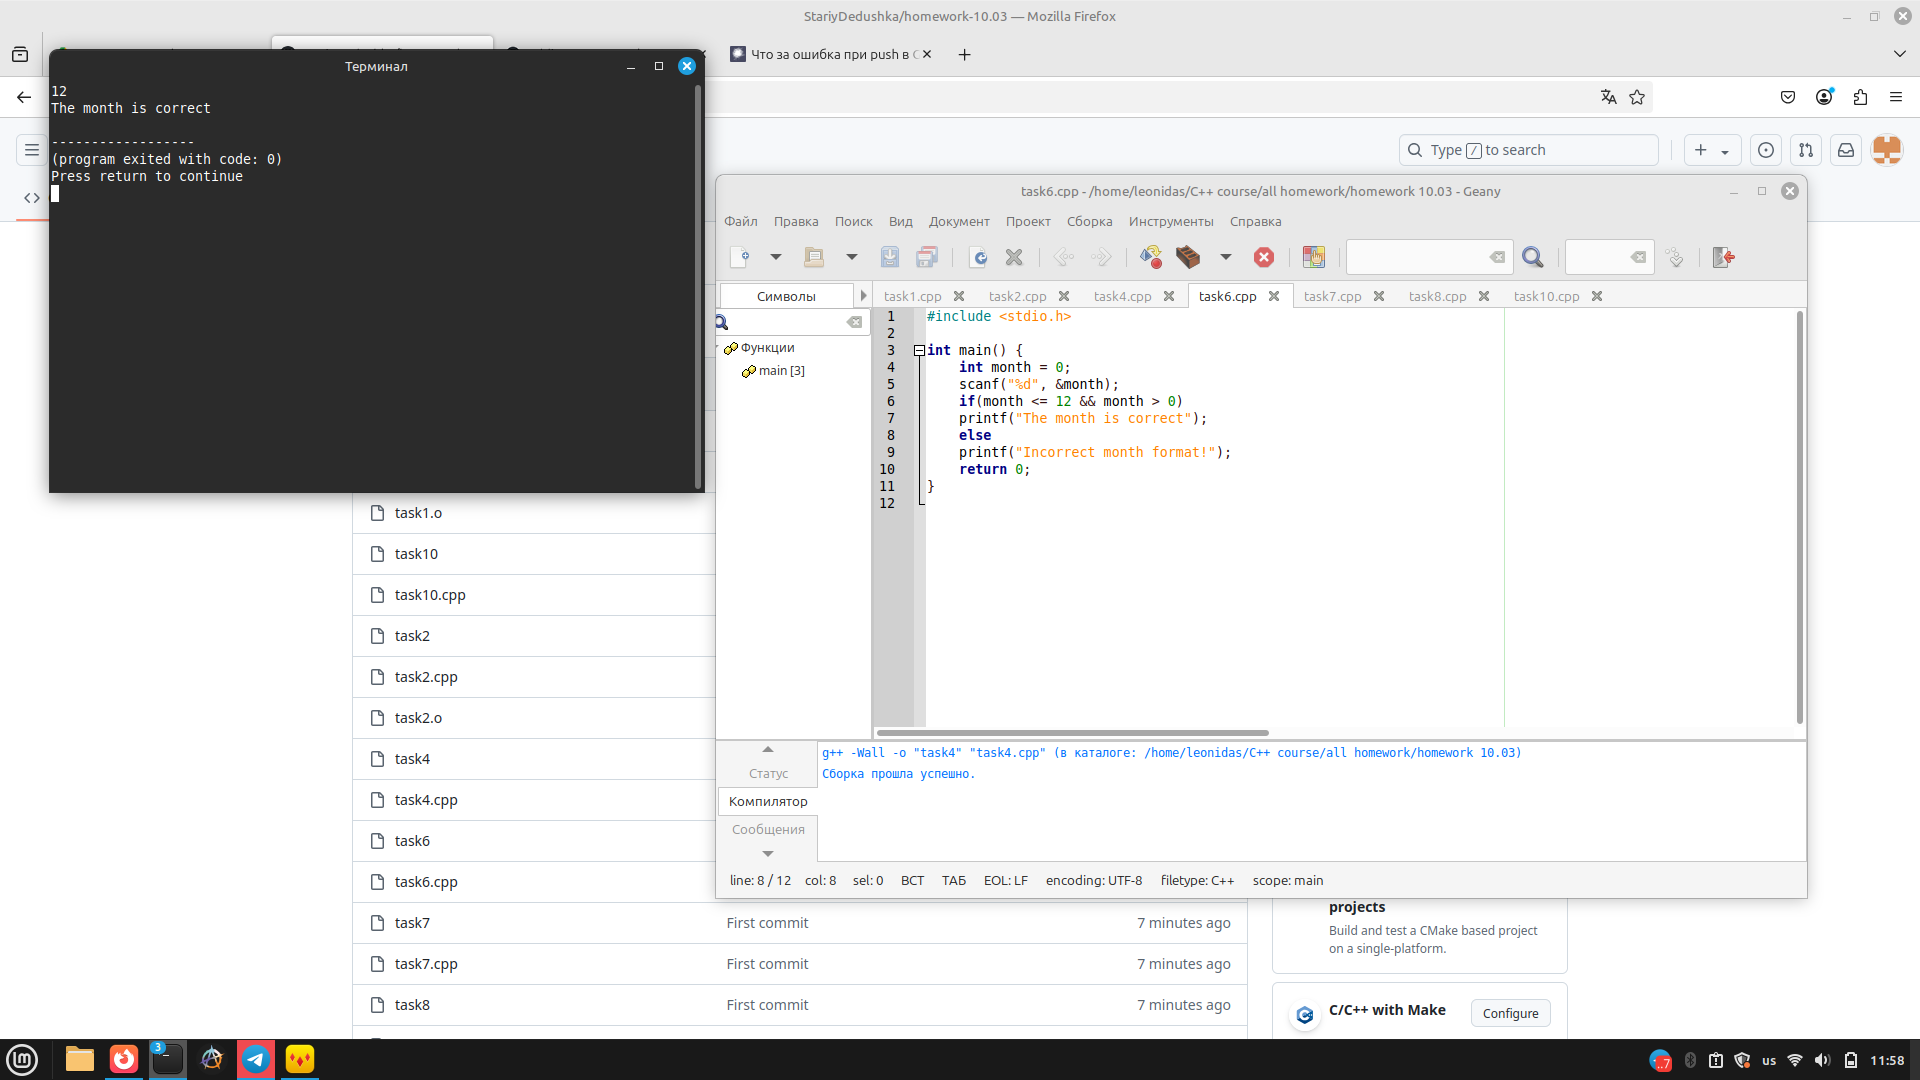 StariyDedushka/homework-10.03 — Mozilla Firefox
Что за ошибка при push в
Терминал
12
The month is correct
------------------
(program exited with code: 0)
Press return to continue
Type / to search
task6.cpp - /home/leonidas/C++ course/all homework/homework 10.03 - Geany
Файл Правка Поиск Вид Документ Проект Сборка Инструменты Справка
Символы
task1.cpp task2.cpp task4.cpp task6.cpp task7.cpp task8.cpp task10.cpp
Функции
main [3]
1 #include <stdio.h>
2
3 int main() {
4 int month = 0;
5 scanf("%d", &month);
6 if(month <= 12 && month > 0)
7 printf("The month is correct");
8 else
9 printf("Incorrect month format!");
10 return 0;
11 }
12
Статус
Компилятор
Сообщения
g++ -Wall -o "task4" "task4.cpp" (в каталоге: /home/leonidas/C++ course/all homework/homework 10.03)
Сборка прошла успешно.
line: 8 / 12 col: 8 sel: 0 ВСТ ТАБ EOL: LF encoding: UTF-8 filetype: C++ scope: main
task1.o
task10
task10.cpp
task2
task2.cpp
task2.o
task4
task4.cpp
task6
task6.cpp
task7 First commit 7 minutes ago
task7.cpp First commit 7 minutes ago
task8 First commit 7 minutes ago
projects
Build and test a CMake based project
on a single-platform.
C/C++ with Make
Configure
3
us
11:58